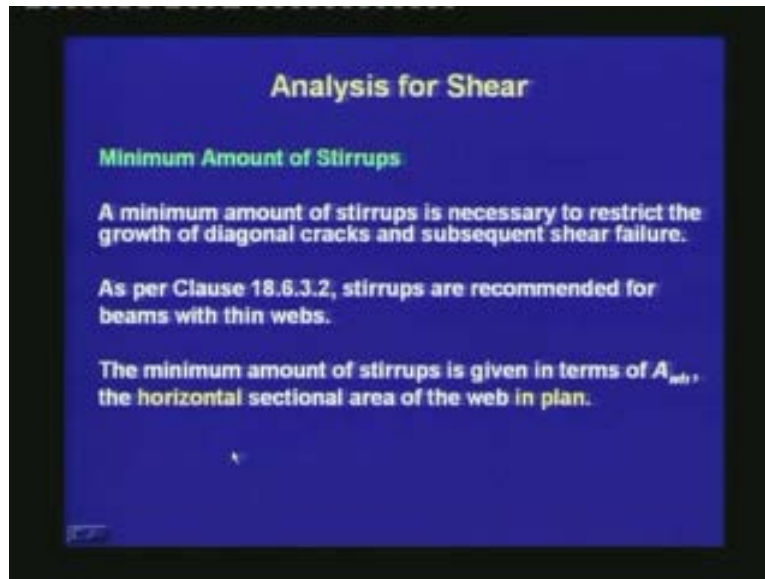 Analysis for Shear
Minimum Amount of Stirrups
A minimum amount of stirrups is necessary to restrict the
growth of diagonal cracks and subsequent shear failure.
As per Clause 18.6.3.2, stirrups are recommended for
beams with thin webs.
The minimum amount of stirrups is given in terms of A_wh,
the horizontal sectional area of the web in plan.